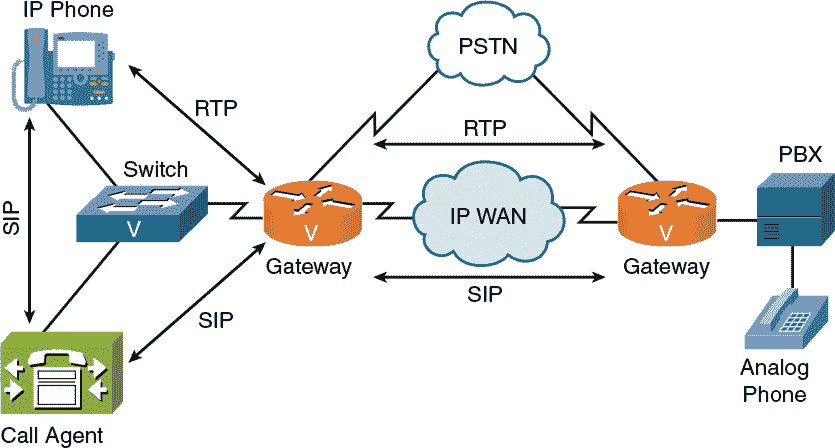 IP Phone
PSTN
RTP
RTP
PBX
Switch
SIP
V
V
IP WAN
V
Gateway
Gateway
SIP
SIP
Analog
Phone
Call Agent